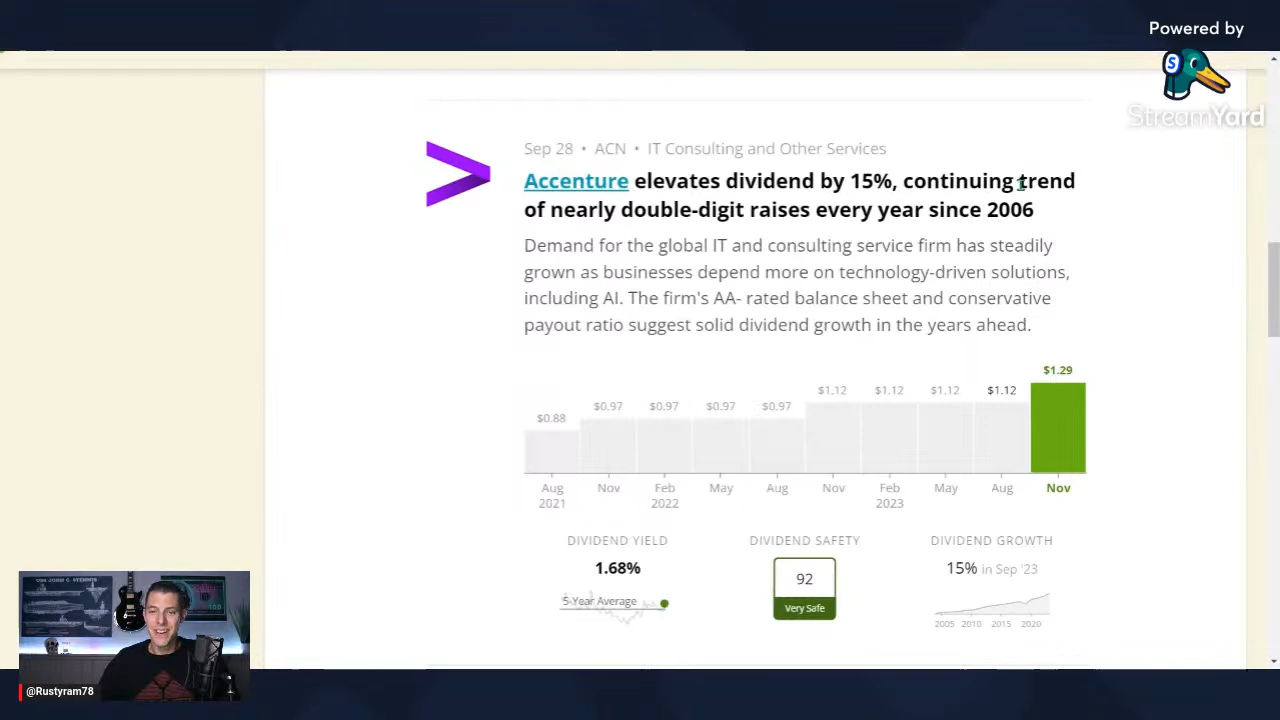 Powered by
StreamYard
Sep 28 • ACN • IT Consulting and Other Services
Accenture elevates dividend by 15%, continuing trend
of nearly double-digit raises every year since 2006
Demand for the global IT and consulting service firm has steadily
grown as businesses depend more on technology-driven solutions,
including AI. The firm's AA- rated balance sheet and conservative
payout ratio suggest solid dividend growth in the years ahead.
$0.88 $0.97 $0.97 $0.97 $0.97 $1.12 $1.12 $1.12 $1.12 $1.29
Aug Nov Feb May Aug Nov Feb May Aug Nov
2021 2022 2023
DIVIDEND YIELD DIVIDEND SAFETY DIVIDEND GROWTH
1.68% 92 15% in Sep '23
5-Year Average Very Safe
2005 2010 2015 2020
@Rustyram78